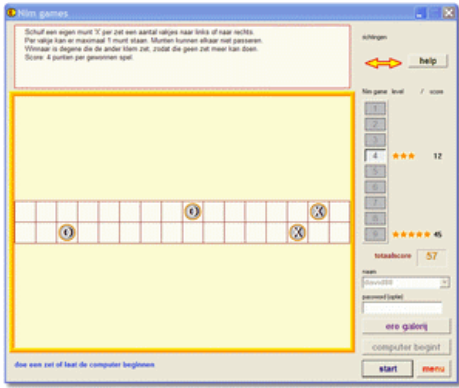 Nim games
Schuif een eigen munt 'X' per zet een aantal vakjes naar links of naar rechts.
Per vakje kan er maximaal 1 munt staan. Munten kunnen elkaar niet passeren.
Winnaar is degene die de ander klem zet; zodat die geen zet meer kan doen.
Score: 4 punten per gewonnen spel.
richtingen
help
Nim game level / score
1
2
3
4 12
5
6
7
8
9 45
O X
O X
totaalscore 57
naam
david99
password (optie)
ere galerij
computer begint
start menu
doe een zet of laat de computer beginnen